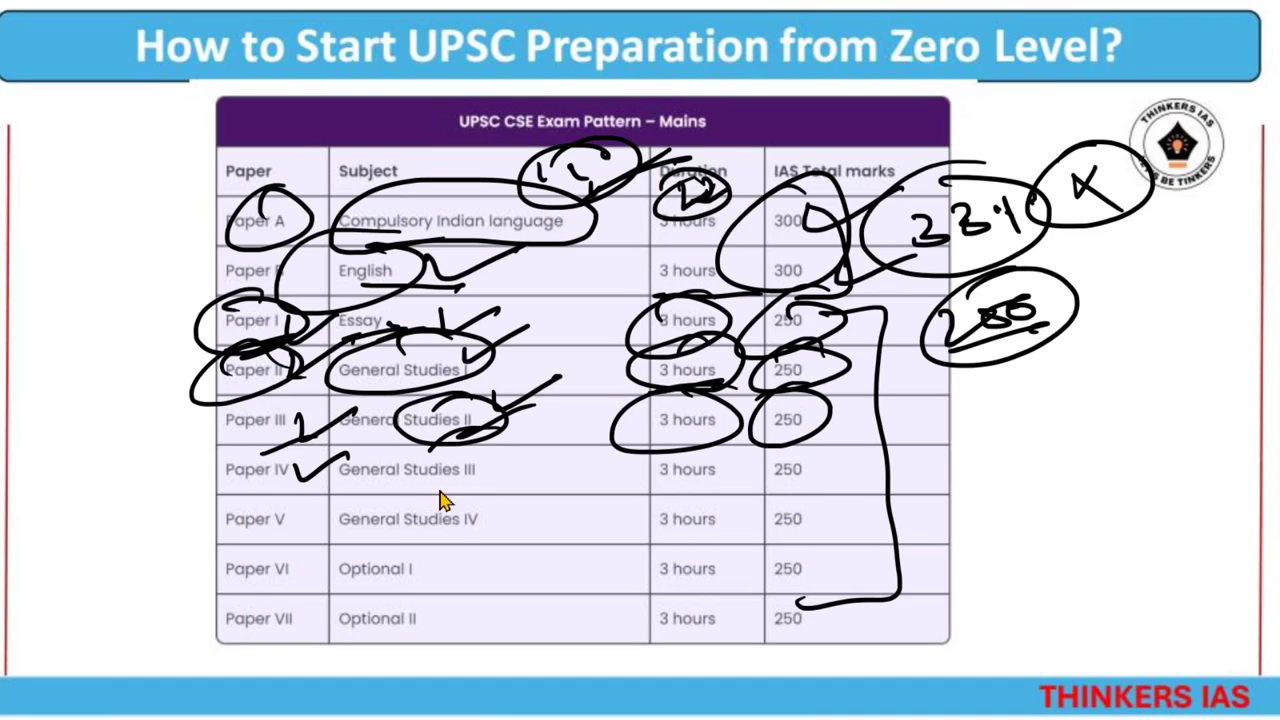 How to Start UPSC Preparation from Zero Level?
THINKERS IAS
LETS BE TINKERS
UPSC CSE Exam Pattern – Mains
Paper Subject Duration IAS Total marks
Paper A Compulsory Indian language 3 hours 300
Paper B English 3 hours 300
Paper I Essay 3 hours 250
Paper II General Studies I 3 hours 250
Paper III General Studies II 3 hours 250
Paper IV General Studies III 3 hours 250
Paper V General Studies IV 3 hours 250
Paper VI Optional I 3 hours 250
Paper VII Optional II 3 hours 250
THINKERS IAS